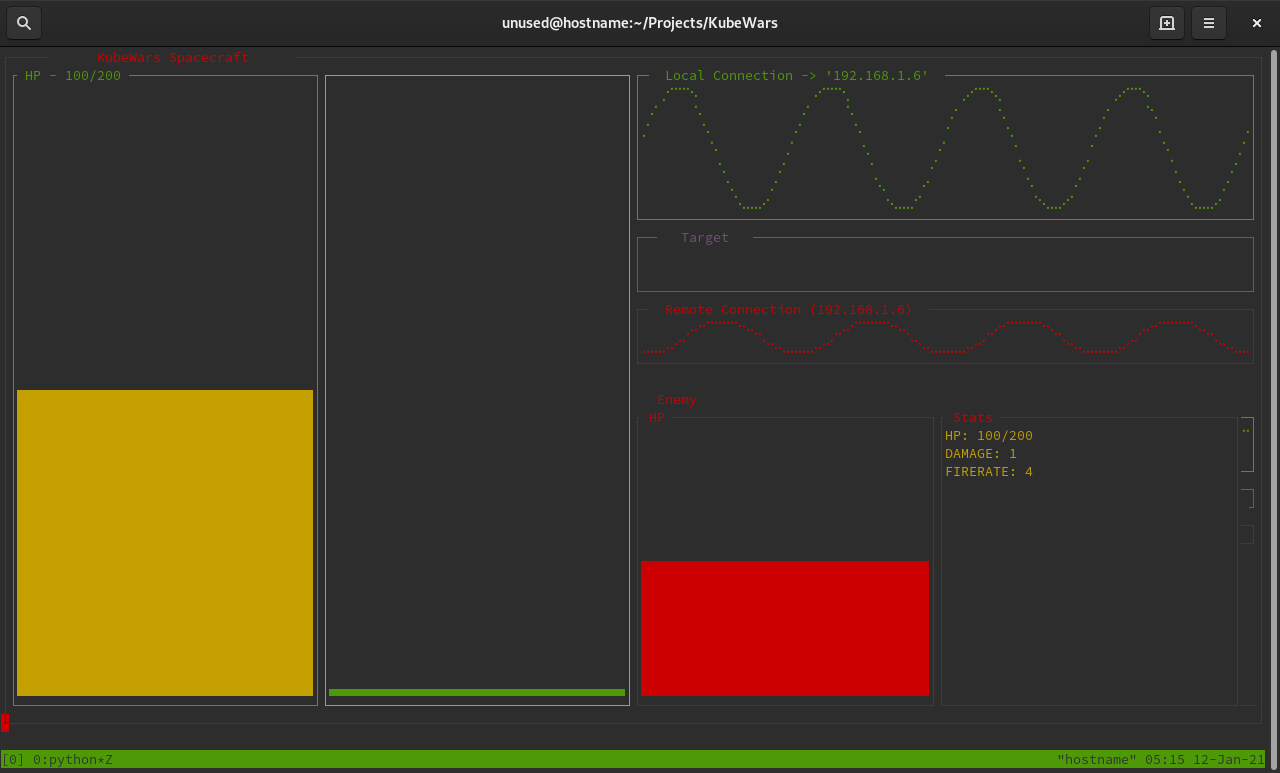 unused@hostname:~/Projects/KubeWars
KubeWars Spacecraft
HP - 100/200
Local Connection -> '192.168.1.6'
Target
Remote Connection (192.168.1.6)
Enemy
HP
Stats
HP: 100/200
DAMAGE: 1
FIRERATE: 4
[0] 0:python*Z
"hostname" 05:15 12-Jan-21